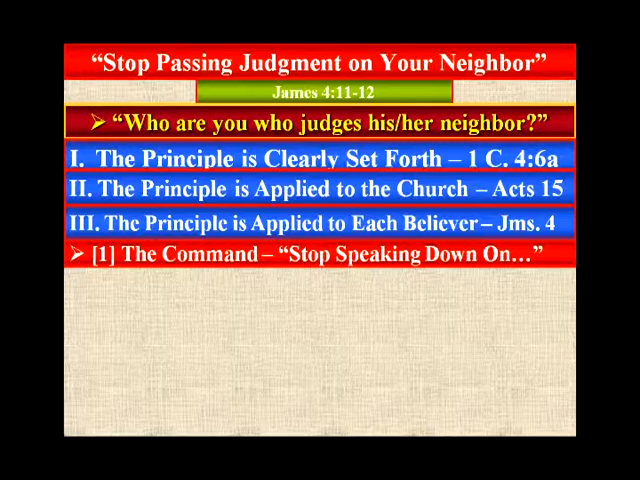 “Stop Passing Judgment on Your Neighbor”
James 4:11-12
➢ “Who are you who judges his/her neighbor?”
I. The Principle is Clearly Set Forth – 1 C. 4:6a
II. The Principle is Applied to the Church – Acts 15
III. The Principle is Applied to Each Believer – Jms. 4
➢ [1] The Command – “Stop Speaking Down On…”